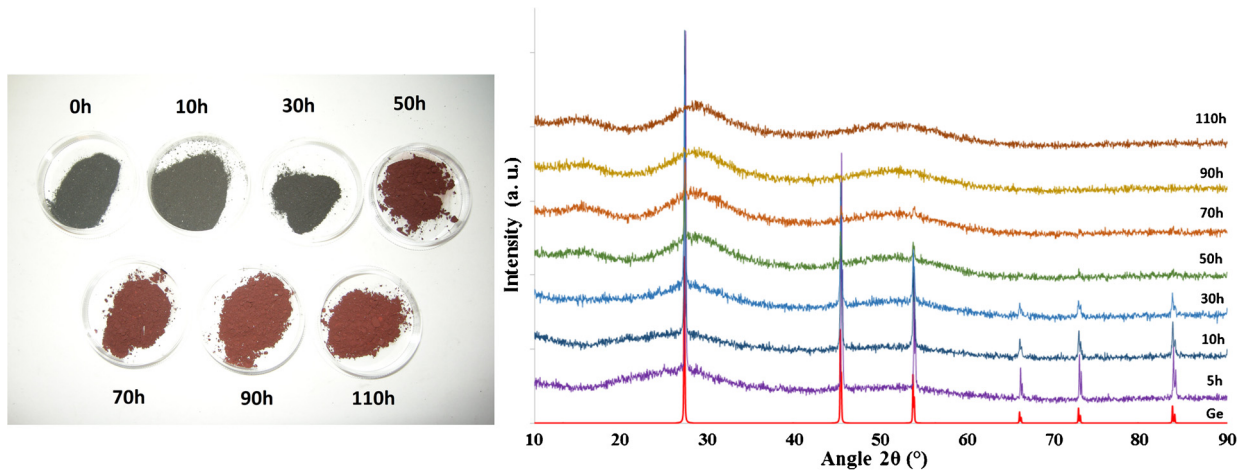 0h 10h 30h 50h
70h 90h 110h
Intensity (a. u.)
110h
90h
70h
50h
30h
10h
5h
Ge
10 20 30 40 50 60 70 80 90
Angle 2θ (°)